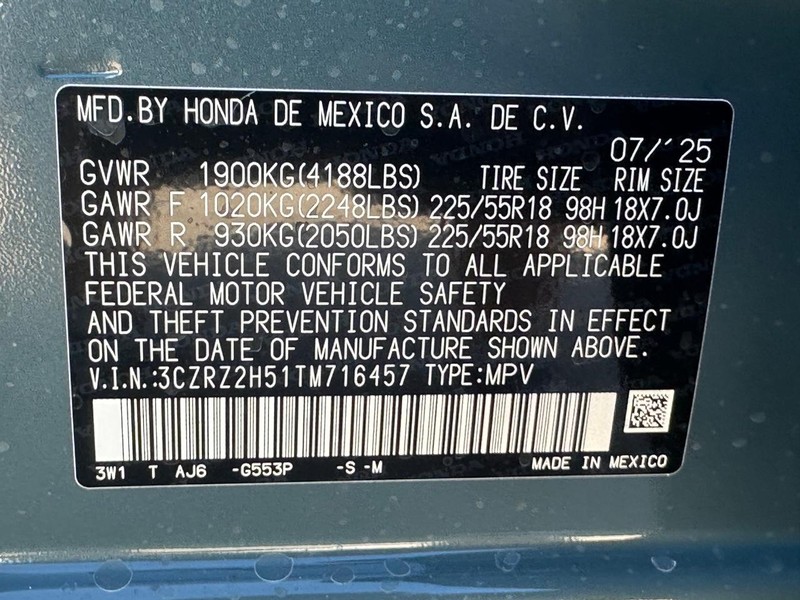 MFD.BY HONDA DE MEXICO S.A. DE C.V.
07/'25
GVWR 1900KG(4188LBS) TIRE SIZE RIM SIZE
GAWR F 1020KG(2248LBS) 225/55R18 98H 18X7.0J
GAWR R 930KG(2050LBS) 225/55R18 98H 18X7.0J
THIS VEHICLE CONFORMS TO ALL APPLICABLE
FEDERAL MOTOR VEHICLE SAFETY
AND THEFT PREVENTION STANDARDS IN EFFECT
ON THE DATE OF MANUFACTURE SHOWN ABOVE.
V.I.N.:3CZRZ2H51TM716457 TYPE:MPV
3W1 T AJ6 -G553P -S -M MADE IN MEXICO